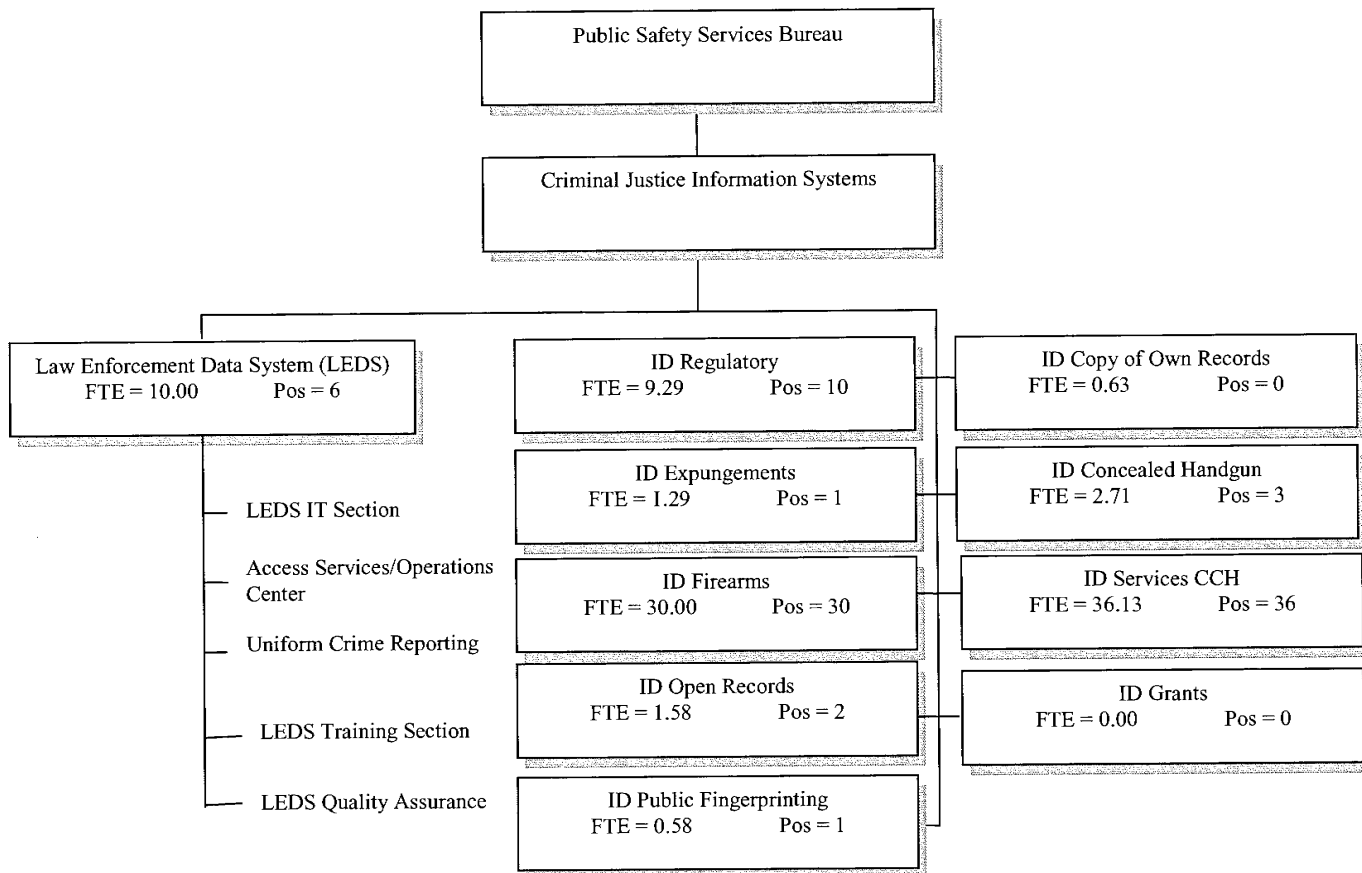 Public Safety Services Bureau
Criminal Justice Information Systems
Law Enforcement Data System (LEDS)
FTE = 10.00 Pos = 6
LEDS IT Section
Access Services/Operations
Center
Uniform Crime Reporting
LEDS Training Section
LEDS Quality Assurance
ID Regulatory
FTE = 9.29 Pos = 10
ID Copy of Own Records
FTE = 0.63 Pos = 0
ID Expungements
FTE = 1.29 Pos = 1
ID Concealed Handgun
FTE = 2.71 Pos = 3
ID Firearms
FTE = 30.00 Pos = 30
ID Services CCH
FTE = 36.13 Pos = 36
ID Open Records
FTE = 1.58 Pos = 2
ID Grants
FTE = 0.00 Pos = 0
ID Public Fingerprinting
FTE = 0.58 Pos = 1